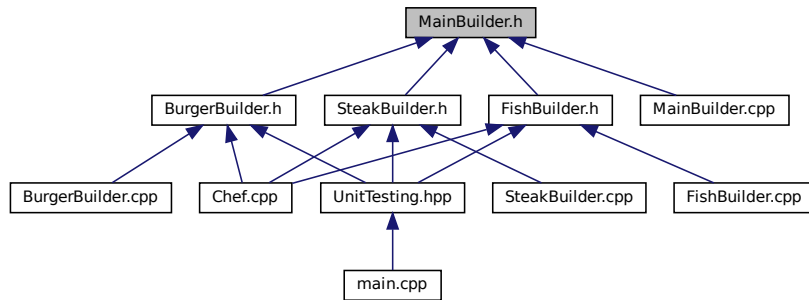 MainBuilder.h
BurgerBuilder.h
SteakBuilder.h
FishBuilder.h
MainBuilder.cpp
BurgerBuilder.cpp
Chef.cpp
UnitTesting.hpp
SteakBuilder.cpp
FishBuilder.cpp
main.cpp